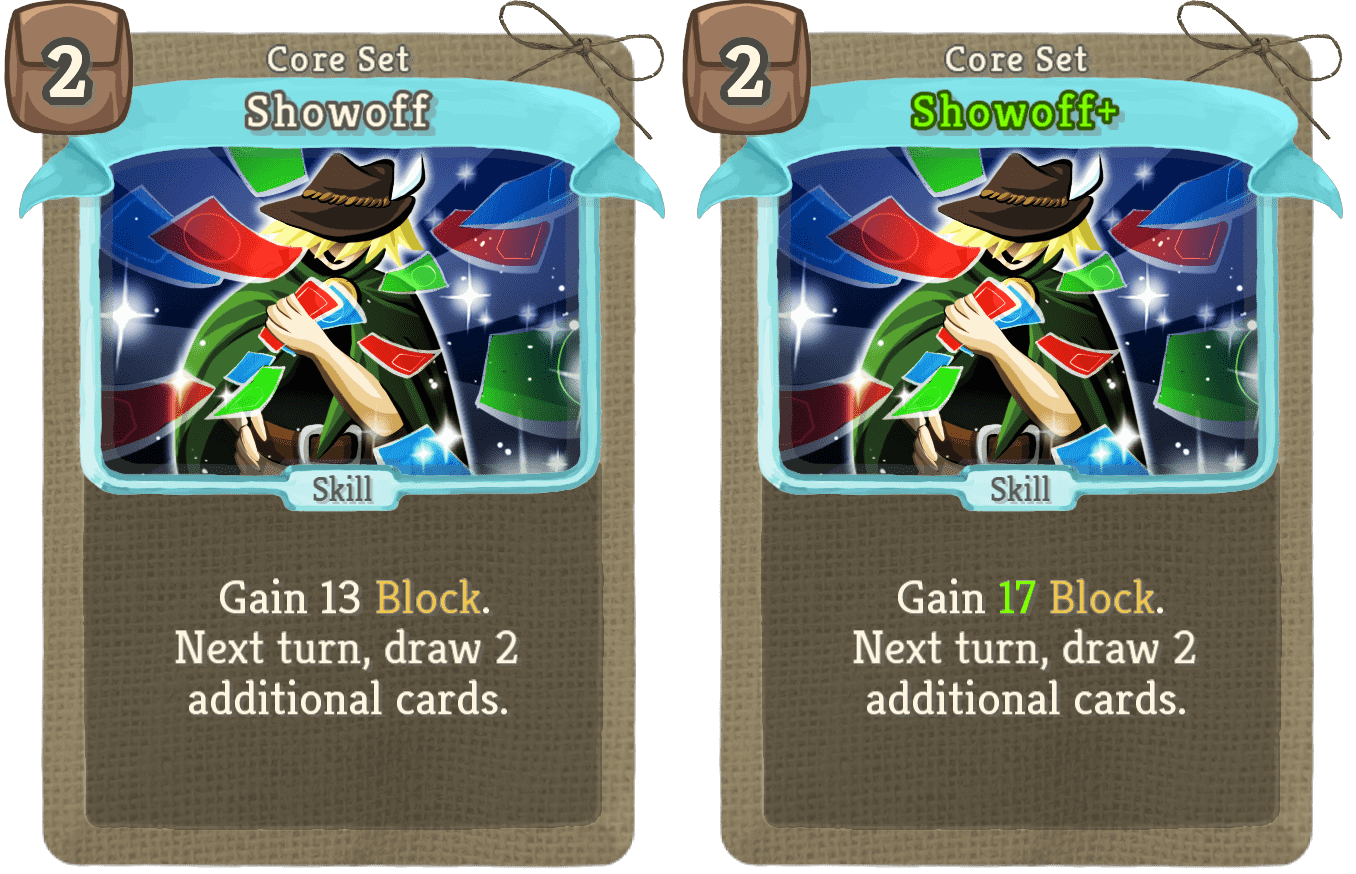 2
Core Set
Showoff
Skill
Gain 13 Block.
Next turn, draw 2
additional cards.
2
Core Set
Showoff+
Skill
Gain 17 Block.
Next turn, draw 2
additional cards.